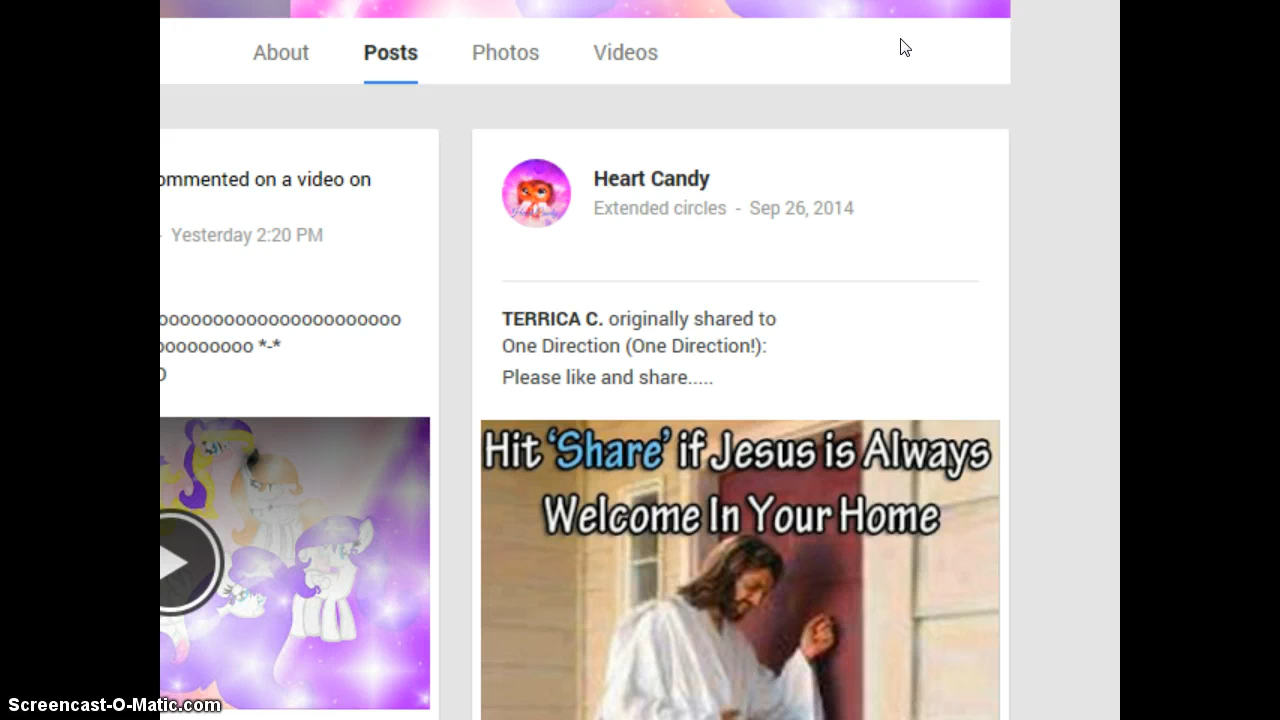 About Posts Photos Videos
ommented on a video on
- Yesterday 2:20 PM
oooooooooooooooooooooo
ooooooooo *-*
Heart Candy
Extended circles - Sep 26, 2014
TERRICA C. originally shared to
One Direction (One Direction!):
Please like and share.....
Hit 'Share' if Jesus is Always
Welcome In Your Home
Screencast-O-Matic.com